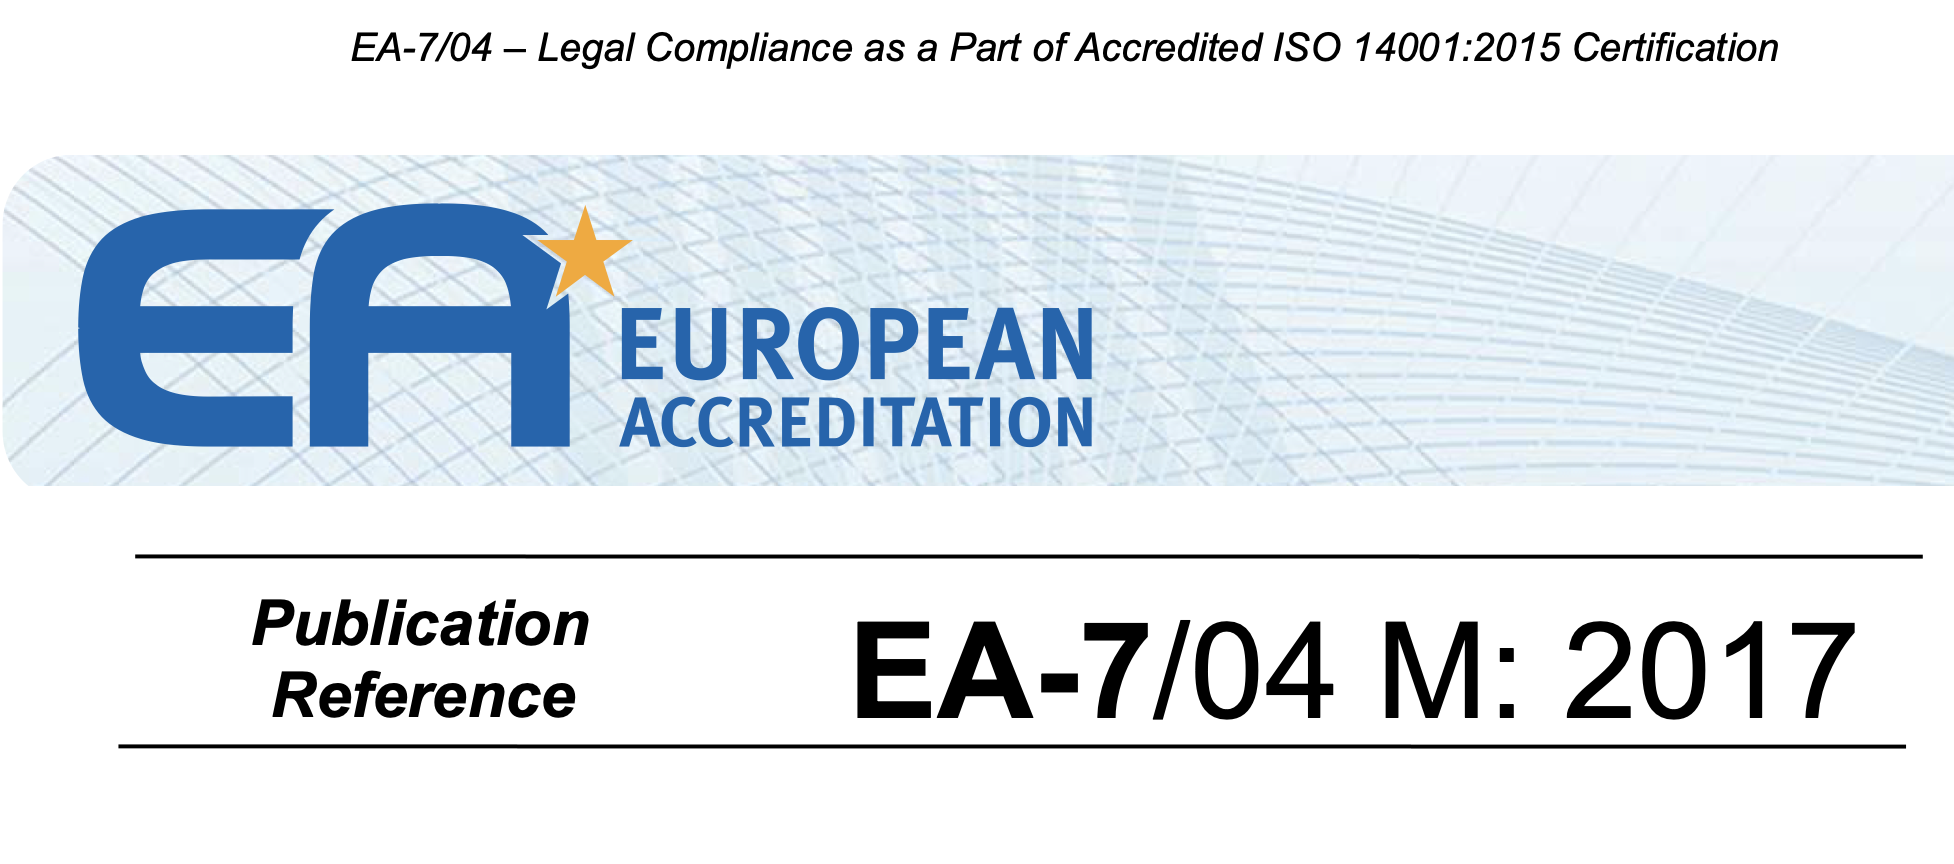 EA-7/04 – Legal Compliance as a Part of Accredited ISO 14001:2015 Certification
EA
EUROPEAN
ACCREDITATION
Publication
Reference
EA-7/04 M: 2017